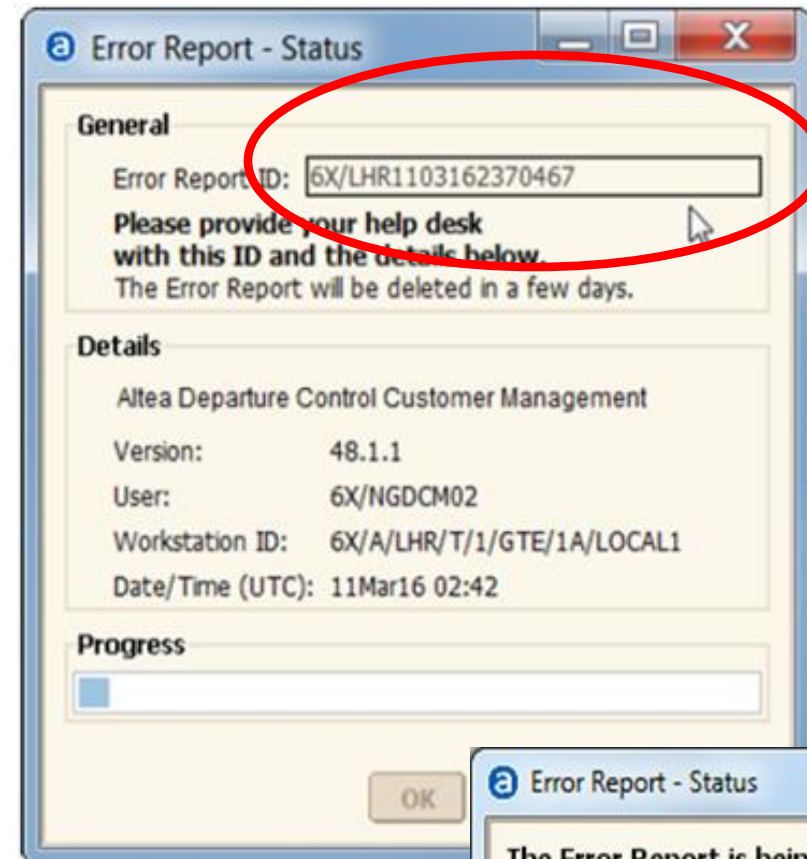 Error Report - Status
General
Error Report ID: 6X/LHR1103162370467
Please provide your help desk
with this ID and the details below.
The Error Report will be deleted in a few days.
Details
Altea Departure Control Customer Management
Version: 48.1.1
User: 6X/NGDCM02
Workstation ID: 6X/A/LHR/T/1/GTE/1A/LOCAL1
Date/Time (UTC): 11Mar16 02:42
Progress
OK
Error Report - Status
The Error Report is bein